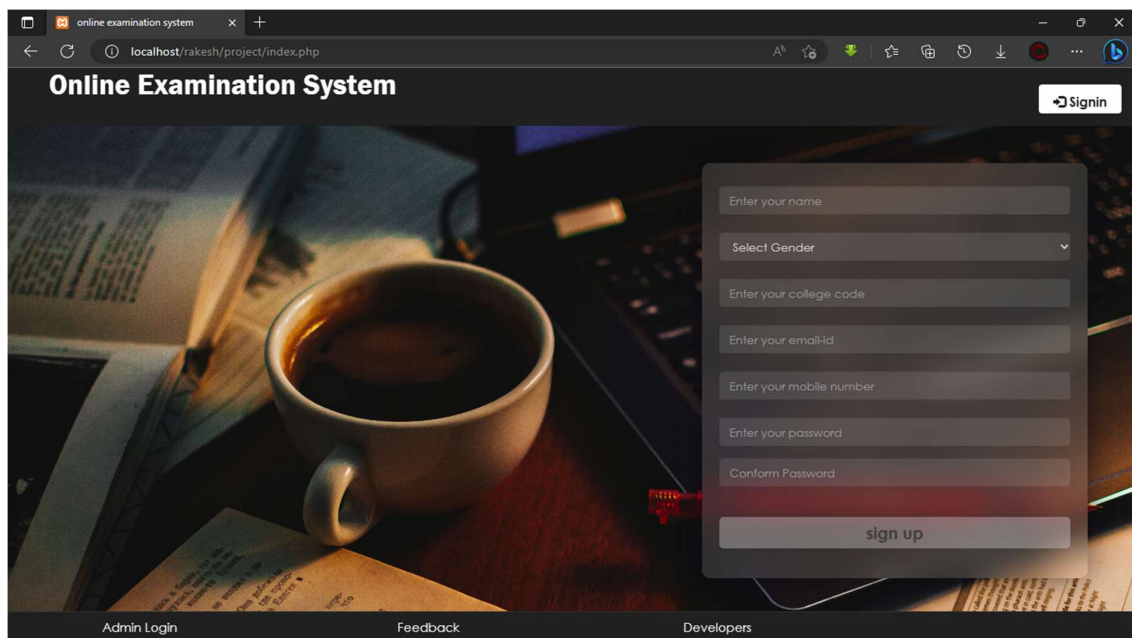 online examination system
localhost/rakesh/project/index.php
Online Examination System
Signin
Enter your name
Select Gender
Enter your college code
Enter your email-id
Enter your mobile number
Enter your password
Conform Password
sign up
Admin Login
Feedback
Developers